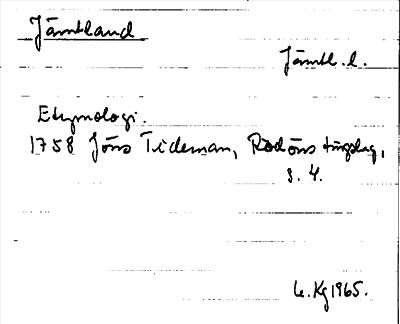 Jämtland
Jämtl. l.
Etymologi.
1758 Jöns Tideman, Rödöns tingslag,
s. 4.
Kg 1965.